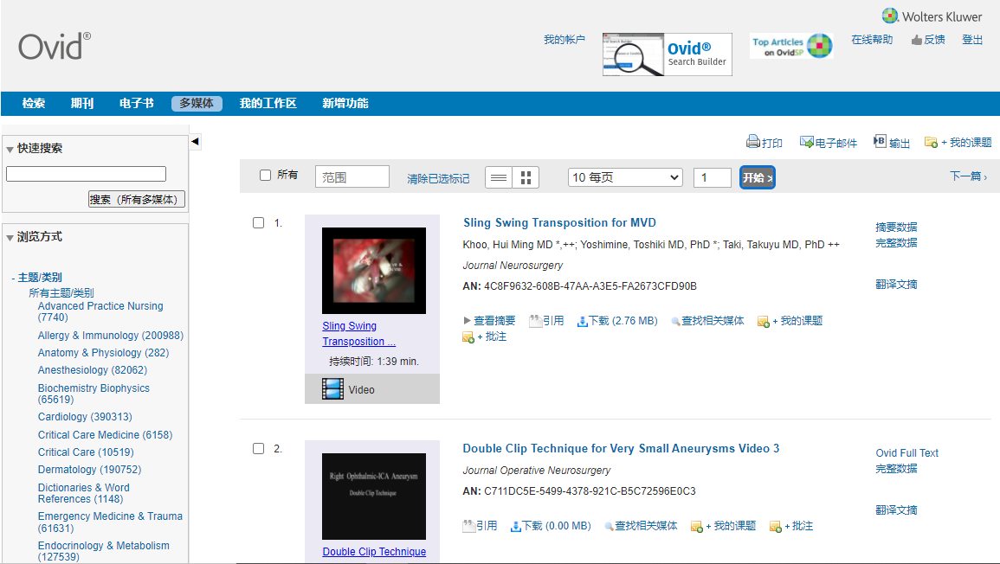 Wolters Kluwer
Ovid®
我的帐户
Ovid®
Search Builder
Top Articles
on OvidSP
在线帮助
反馈
登出
检索 期刊 电子书 多媒体 我的工作区 新增功能
快速搜索
搜索（所有多媒体）
浏览方式
- 主题/类别
所有主题/类别
Advanced Practice Nursing
(7740)
Allergy & Immunology (200988)
Anatomy & Physiology (282)
Anesthesiology (82062)
Biochemistry Biophysics
(65619)
Cardiology (390313)
Critical Care Medicine (6158)
Critical Care (10519)
Dermatology (190752)
Dictionaries & Word
References (1148)
Emergency Medicine & Trauma
(61631)
Endocrinology & Metabolism
(127539)
打印 电子邮件 输出 + 我的课题
所有 范围 清除已选标记 10 每页 1 开始 > 下一篇 ›
1.
Sling Swing
Transposition ...
持续时间: 1:39 min.
Video
Sling Swing Transposition for MVD
Khoo, Hui Ming MD *,++; Yoshimine, Toshiki MD, PhD *; Taki, Takuyu MD, PhD ++
Journal Neurosurgery
AN: 4C8F9632-608B-47AA-A3E5-FA2673CFD90B
查看摘要 引用 下载 (2.76 MB) 查找相关媒体 + 我的课题
+ 批注
摘要数据
完整数据
翻译文摘
2.
Right Ophthalmic-ICA Aneurysm
Double Clip Technique
Double Clip Technique
Double Clip Technique for Very Small Aneurysms Video 3
Journal Operative Neurosurgery
AN: C711DC5E-5499-4378-921C-B5C72596E0C3
引用 下载 (0.00 MB) 查找相关媒体 + 我的课题 + 批注
Ovid Full Text
完整数据
翻译文摘